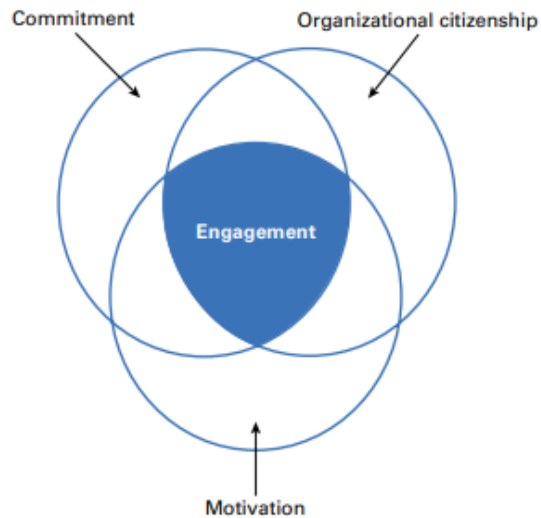 Commitment
Organizational citizenship
Engagement
Motivation